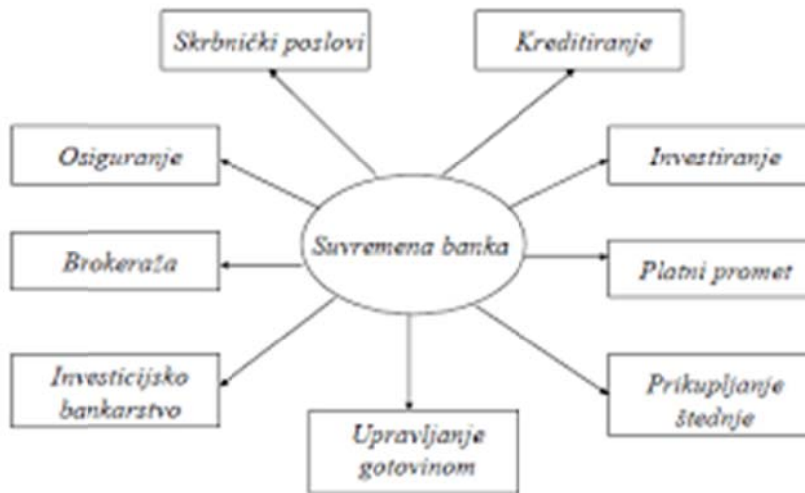 Skrbnički poslovi
Kreditiranje
Osiguranje
Investiranje
Suvremena banka
Brokeraža
Platni promet
Investicijsko
bankarstvo
Prikupljanje
štednje
Upravljanje
gotovinom